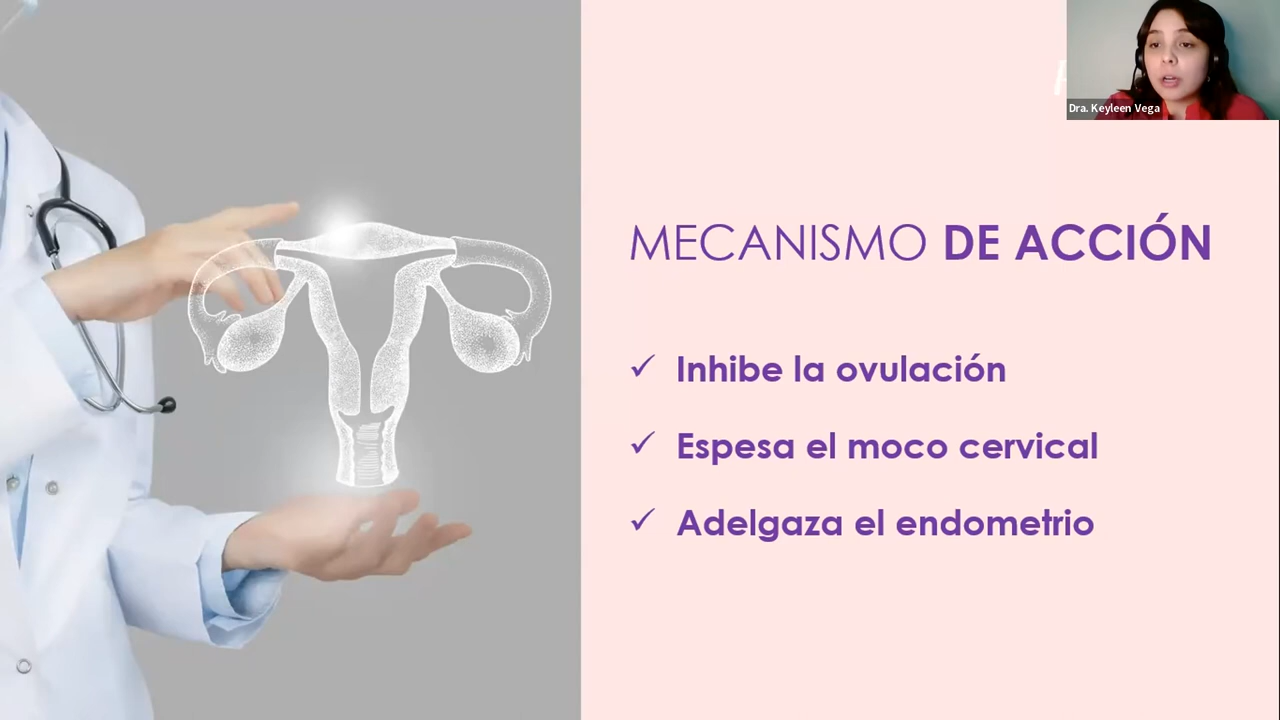 Dra. Keyleen Vega
MECANISMO DE ACCIÓN
✓ Inhibe la ovulación
✓ Espesa el moco cervical
✓ Adelgaza el endometrio